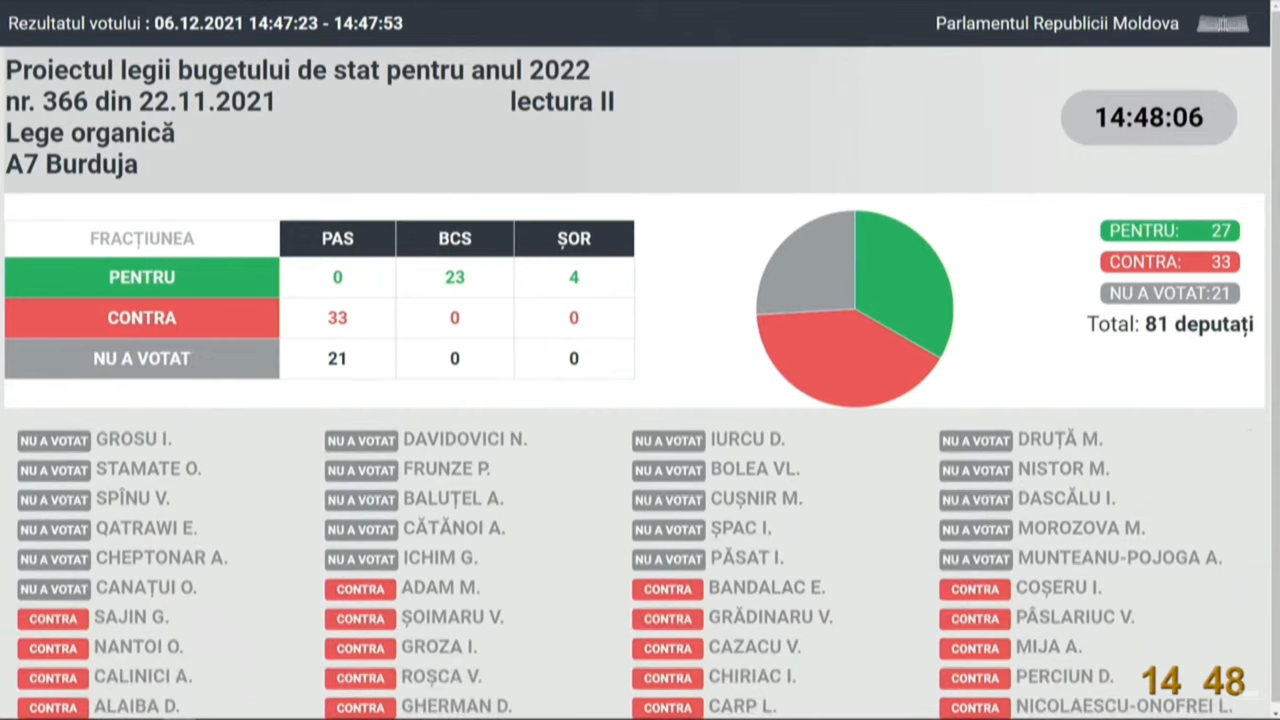 Rezultatul votului : 06.12.2021 14:47:23 - 14:47:53 Parlamentul Republicii Moldova
Proiectul legii bugetului de stat pentru anul 2022
nr. 366 din 22.11.2021 lectura II
Lege organică
A7 Burduja
14:48:06
FRACȚIUNEA PAS BCS ȘOR
PENTRU 0 23 4
CONTRA 33 0 0
NU A VOTAT 21 0 0
PENTRU: 27
CONTRA: 33
NU A VOTAT:21
Total: 81 deputați
NU A VOTAT GROSU I. NU A VOTAT DAVIDOVICI N. NU A VOTAT IURCU D. NU A VOTAT DRUȚĂ M.
NU A VOTAT STAMATE O. NU A VOTAT FRUNZE P. NU A VOTAT BOLEA VL. NU A VOTAT NISTOR M.
NU A VOTAT SPÎNU V. NU A VOTAT BALUȚEL A. NU A VOTAT CUȘNIR M. NU A VOTAT DASCĂLU I.
NU A VOTAT QATRAWI E. NU A VOTAT CĂTĂNOI A. NU A VOTAT ȘPAC I. NU A VOTAT MOROZOVA M.
NU A VOTAT CHEPTONAR A. NU A VOTAT ICHIM G. NU A VOTAT PĂSAT I. NU A VOTAT MUNTEANU-POJOGA A.
NU A VOTAT CANAȚUI O. CONTRA ADAM M. CONTRA BANDALAC E. CONTRA COȘERU I.
CONTRA SAJIN G. CONTRA ȘOIMARU V. CONTRA GRĂDINARU V. CONTRA PÂSLARIUC V.
CONTRA NANTOI O. CONTRA GROZA I. CONTRA CAZACU V. CONTRA MIJA A.
CONTRA CALINICI A. CONTRA ROȘCA V. CONTRA CHIRIAC I. CONTRA PERCIUN D.
14 48
CONTRA ALAIBA D. CONTRA GHERMAN D. CONTRA CARP L. CONTRA NICOLAESCU-ONOFREI L.